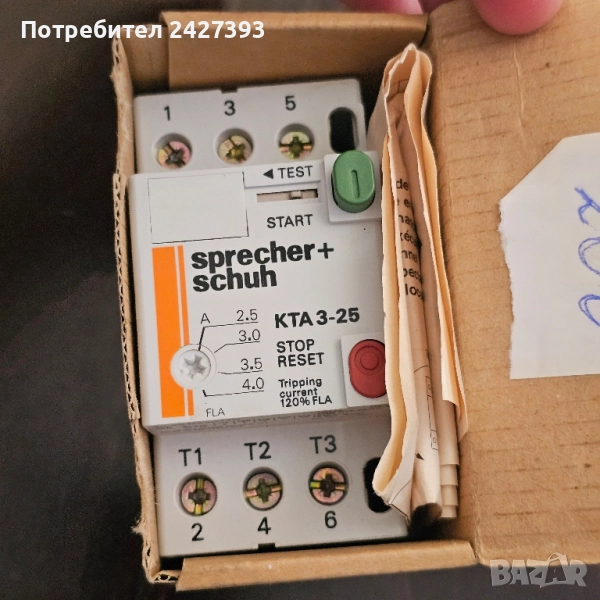 Потребител 2427393
1 3 5
◄ TEST
START
sprecher+
schuh
A 2.5
3.0
3.5
4.0
FLA
KTA 3-25
STOP
RESET
Tripping
current
120% FLA
T1 T2 T3
2 4 6
BAZAR